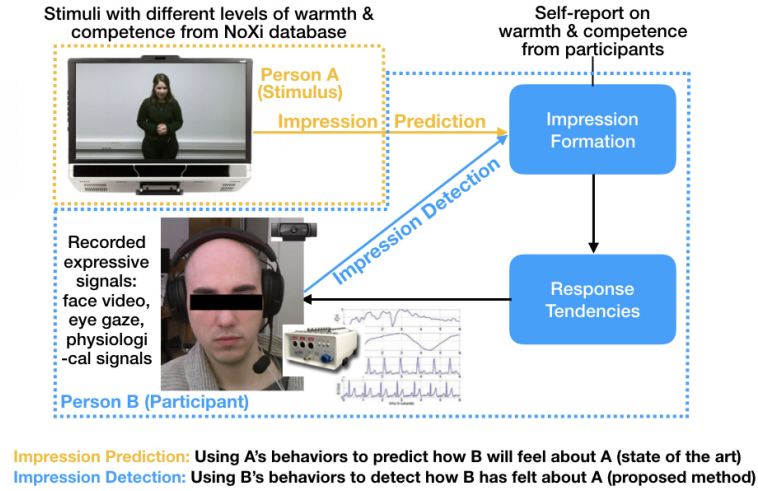 Stimuli with different levels of warmth &
competence from NoXi database
Self-report on
warmth & competence
from participants
Person A
(Stimulus)
Impression Prediction
Impression
Formation
Impression Detection
Recorded
expressive
signals:
face video,
eye gaze,
physiologi
-cal signals
Response
Tendencies
Person B (Participant)
Impression Prediction: Using A's behaviors to predict how B will feel about A (state of the art)
Impression Detection: Using B's behaviors to detect how B has felt about A (proposed method)